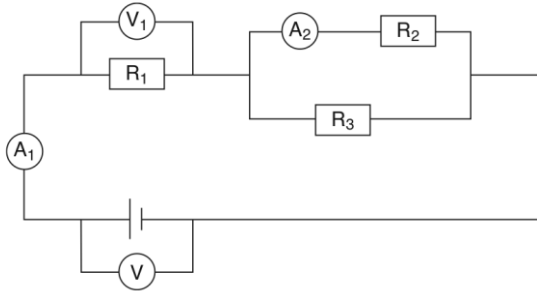 V₁
A₂
R₂
R₁
R₃
A₁
V